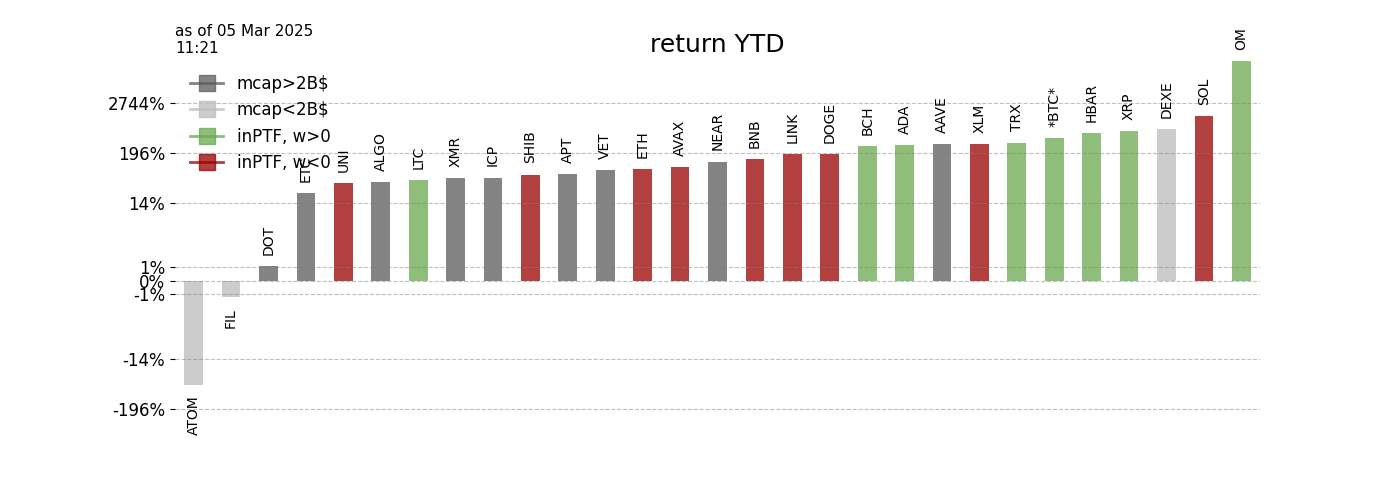 as of 05 Mar 2025
11:21
return YTD
mcap>2B$
mcap<2B$
inPTF, w>0
inPTF, w<0
2744%
196%
14%
1%
0%
-1%
-14%
-196%
ATOM
FIL
DOT
ETC
UNI
ALGO
LTC
XMR
ICP
SHIB
APT
VET
ETH
AVAX
NEAR
BNB
LINK
DOGE
BCH
ADA
AAVE
XLM
TRX
*BTC*
HBAR
XRP
DEXE
SOL
OM